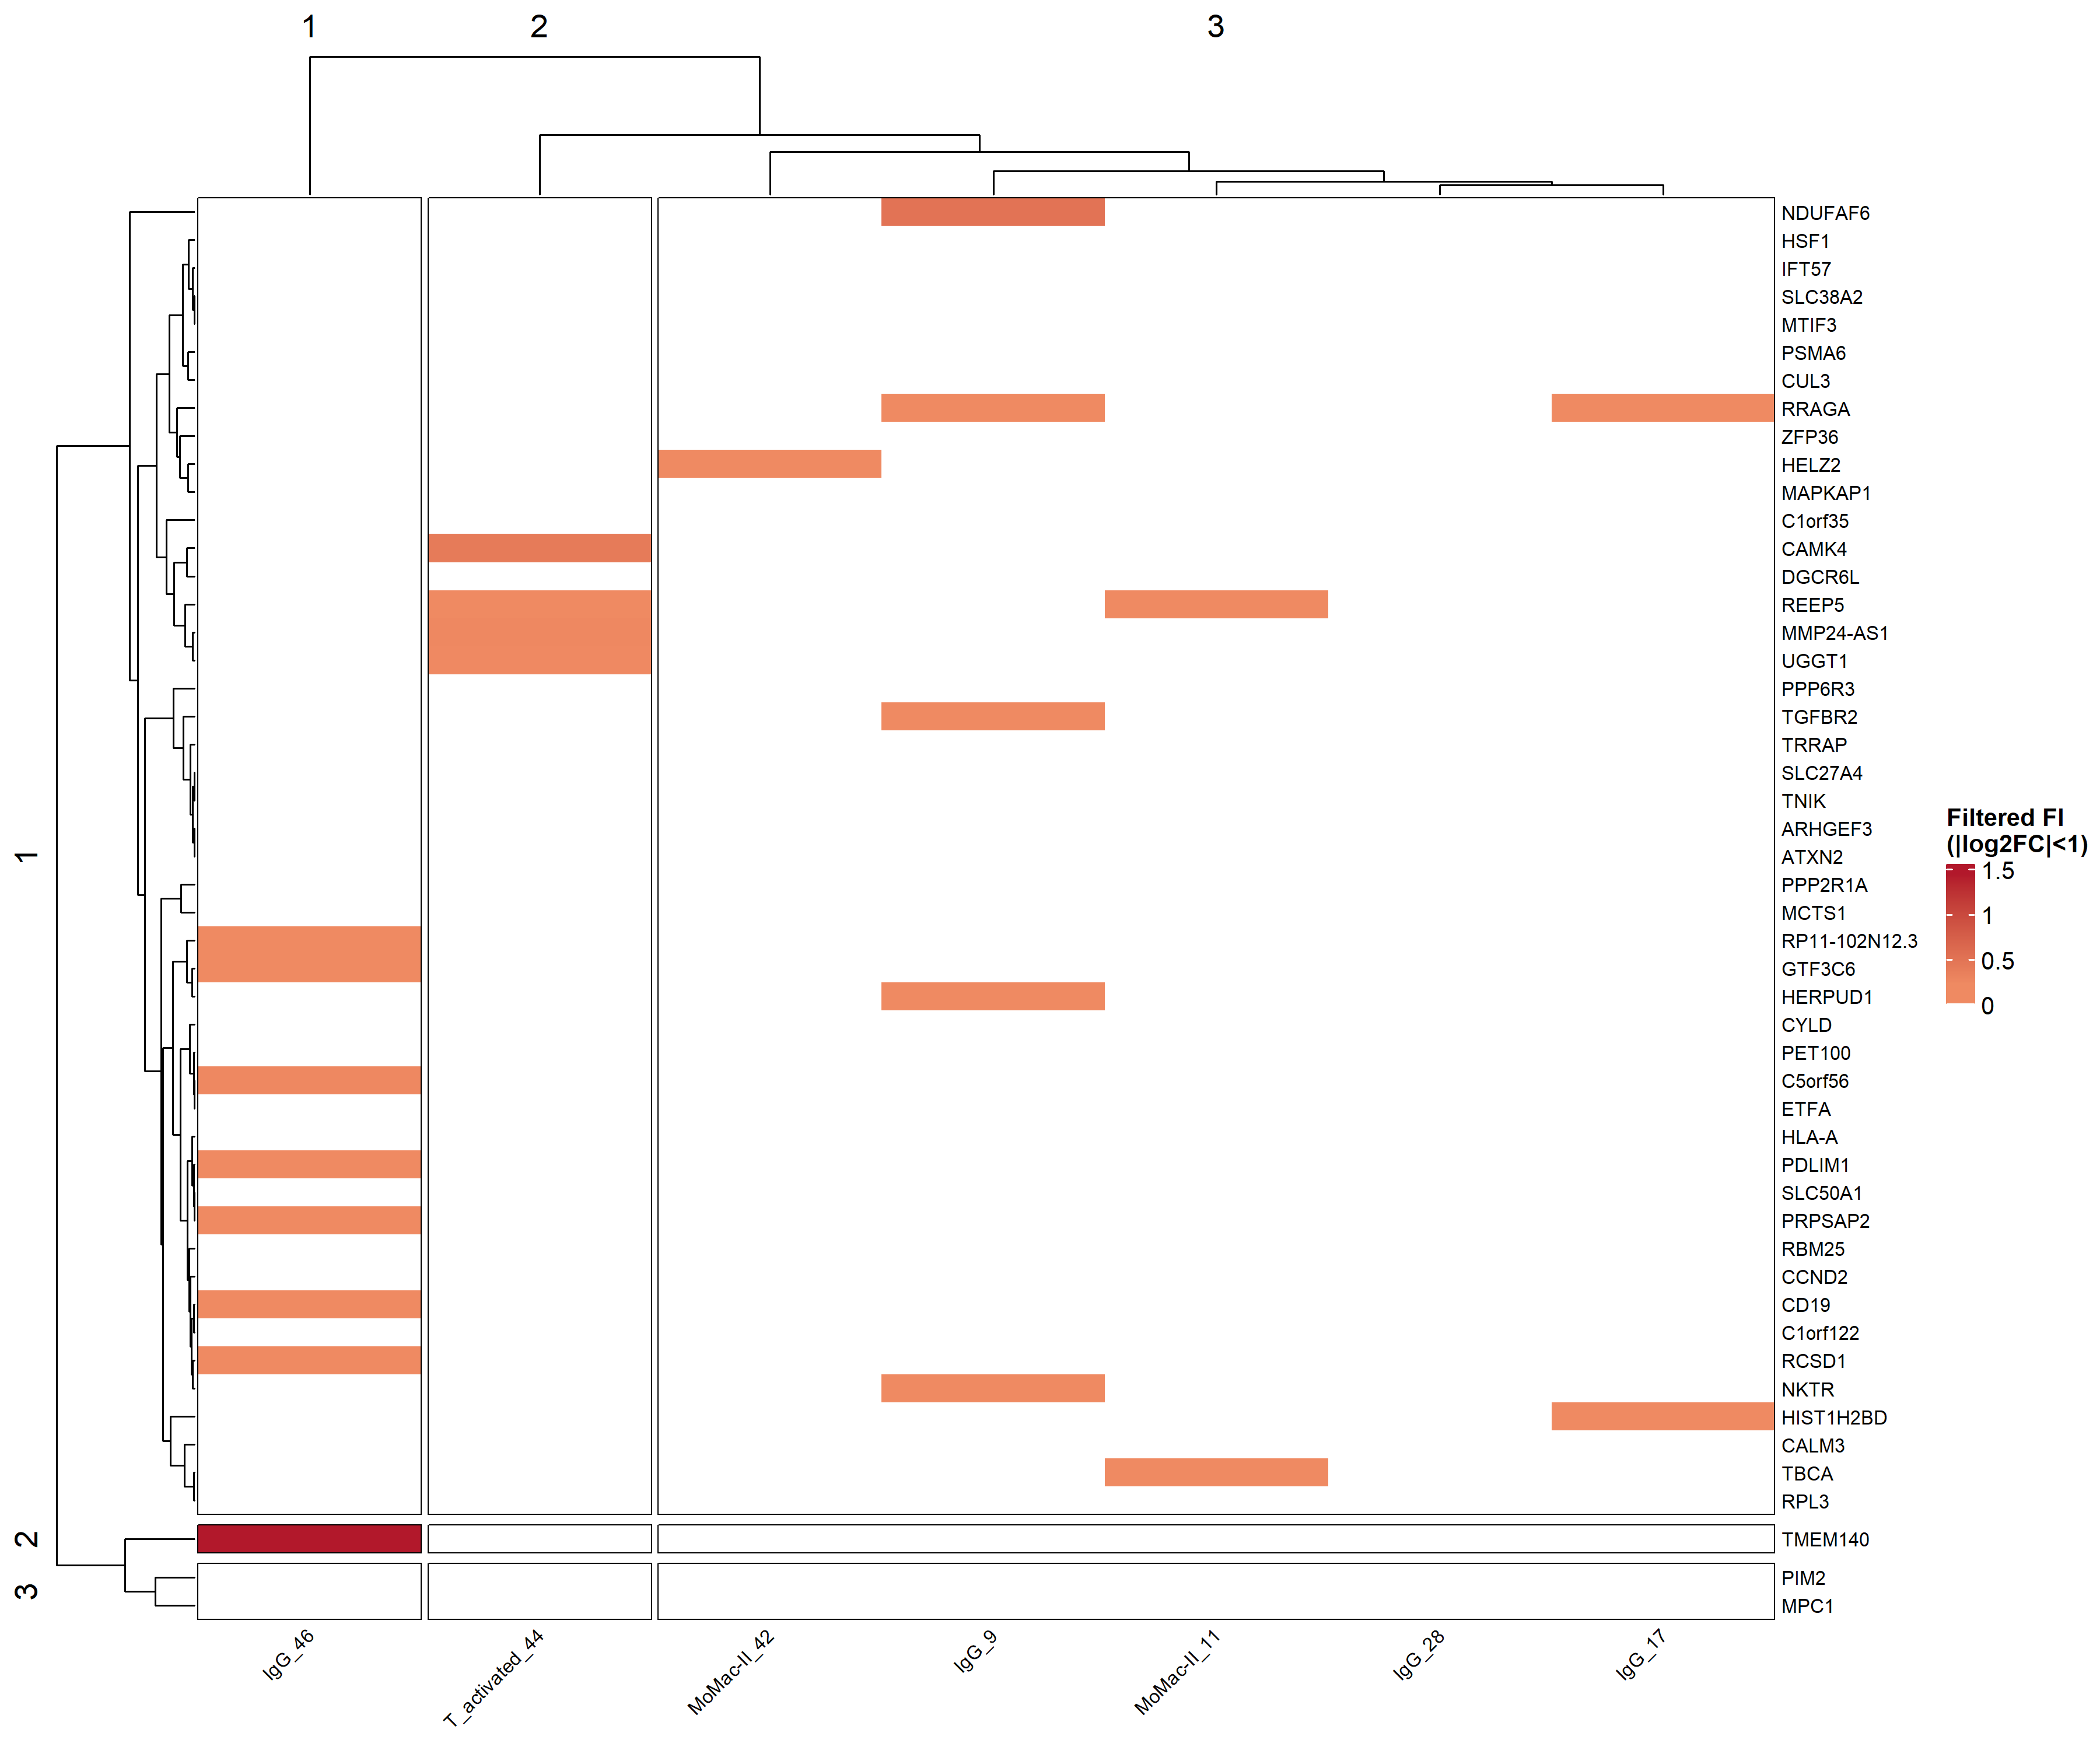 1 2 3
NDUFAF6
HSF1
IFT57
SLC38A2
MTIF3
PSMA6
CUL3
RRAGA
ZFP36
HELZ2
MAPKAP1
C1orf35
CAMK4
DGCR6L
REEP5
MMP24-AS1
UGGT1
PPP6R3
TGFBR2
TRRAP
SLC27A4
TNIK
ARHGEF3
ATXN2
PPP2R1A
MCTS1
RP11-102N12.3
GTF3C6
HERPUD1
CYLD
PET100
C5orf56
ETFA
HLA-A
PDLIM1
SLC50A1
PRPSAP2
RBM25
CCND2
CD19
C1orf122
RCSD1
NKTR
HIST1H2BD
CALM3
TBCA
RPL3
TMEM140
PIM2
MPC1
1
2
3
Filtered FI
(|log2FC|<1)
1.5
1
0.5
0
IgG_46
T_activated_44
MoMac-II_42
IgG_9
MoMac-II_11
IgG_28
IgG_17